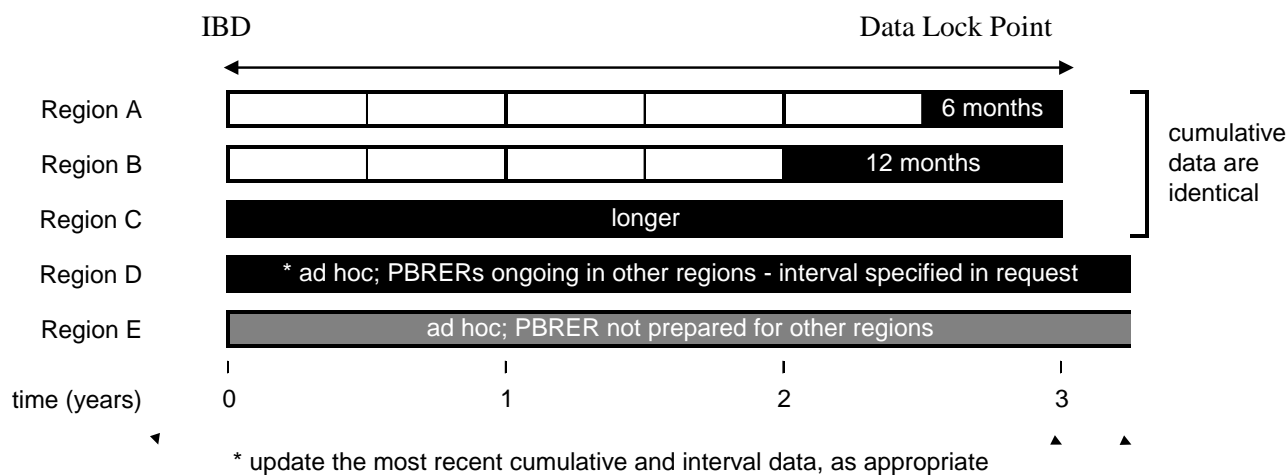 IBD Data Lock Point
Region A 6 months
Region B 12 months
Region C longer
cumulative
data are
identical
Region D * ad hoc; PBRERs ongoing in other regions - interval specified in request
Region E ad hoc; PBRER not prepared for other regions
time (years) 0 1 2 3
* update the most recent cumulative and interval data, as appropriate